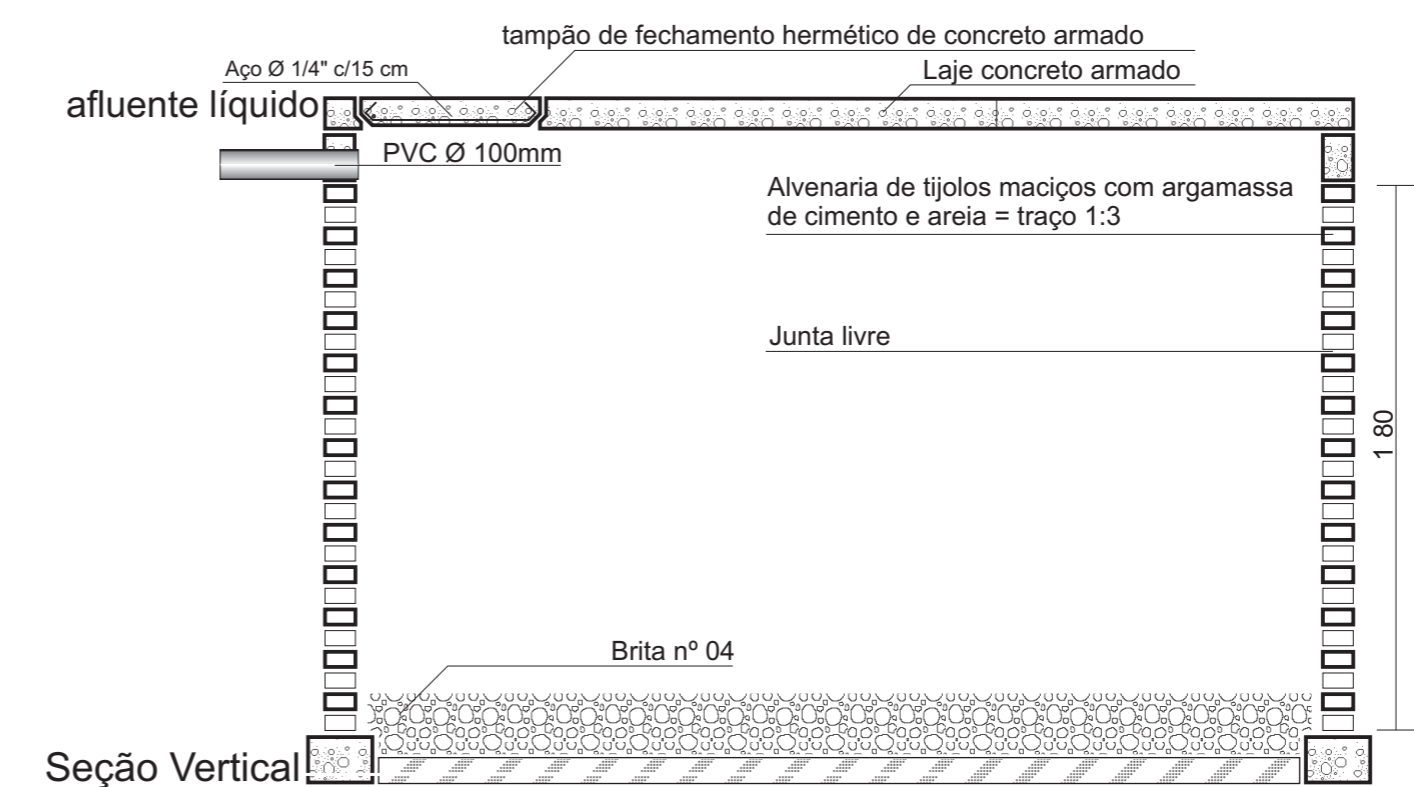 tampão de fechamento hermético de concreto armado
Aço Ø 1/4" c/15 cm
Laje concreto armado
afluente líquido
PVC Ø 100mm
Alvenaria de tijolos maciços com argamassa
de cimento e areia = traço 1:3
Junta livre
1 80
Brita nº 04
Seção Vertical